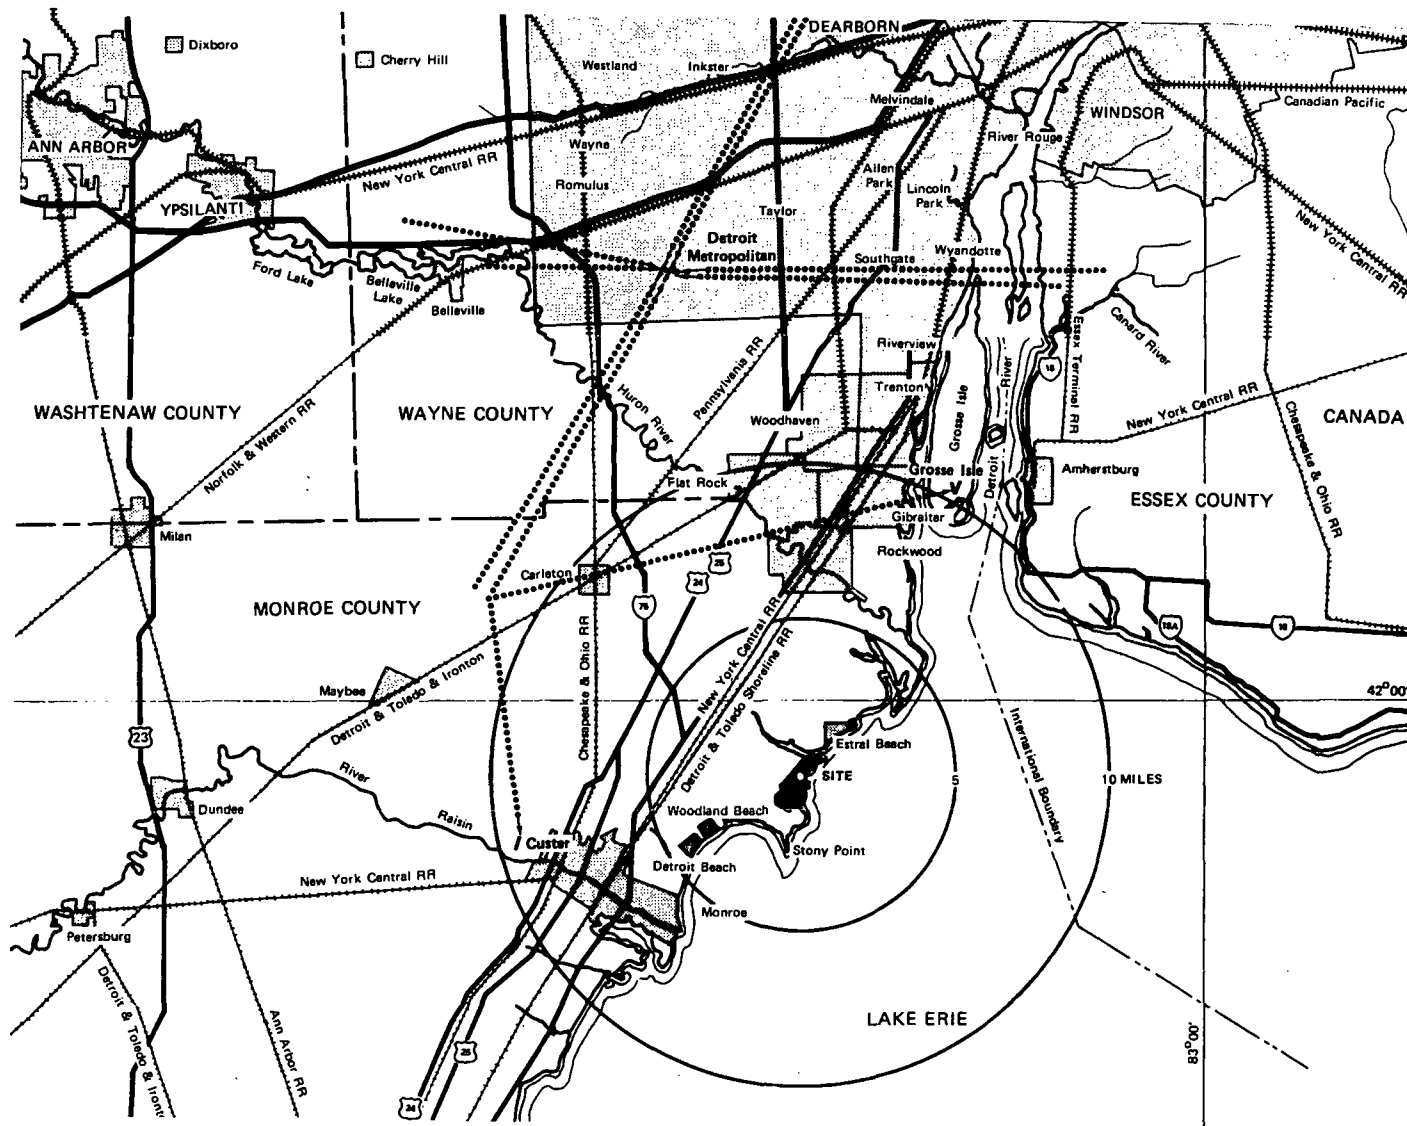 DEARBORN
Dixboro
Cherry Hill
Westland
Inkster
Melvindale
Canadian Pacific
WINDSOR
River Rouge
ANN ARBOR
Wayne
New York Central RR
Romulus
Allen
Park
Lincoln
Park
YPSILANTI
Taylor
New York Central RR
Detroit
Metropolitan
Wyandotte
Southgate
Ford Lake
Belleville
Lake
Belleville
Canard River
Essex Terminal RR
Riverview
Trenton
18
River
Detroit
Grosse Isle
Pennsylvania RR
Huron River
WASHTENAW COUNTY
WAYNE COUNTY
Woodhaven
New York Central RR
Chesapeake & Ohio RR
CANADA
Norfolk & Western RR
Flat Rock
Grosse Isle
Amherstburg
ESSEX COUNTY
Gibraltar
Milan
Rockwood
25
24
Carleton
MONROE COUNTY
75
18A
18
Chesapeake & Ohio RR
New York Central RR
Detroit & Toledo Shoreline RR
Maybee
Detroit & Toledo & Ironton
42°00'
23
International Boundary
Estral Beach
SITE
5
10 MILES
River
Raisin
Dundee
Woodland Beach
Stony Point
Custer
Detroit Beach
New York Central RR
Monroe
Petersburg
Detroit & Toledo & Iront
Ann Arbor RR
LAKE ERIE
83°00'
25
24